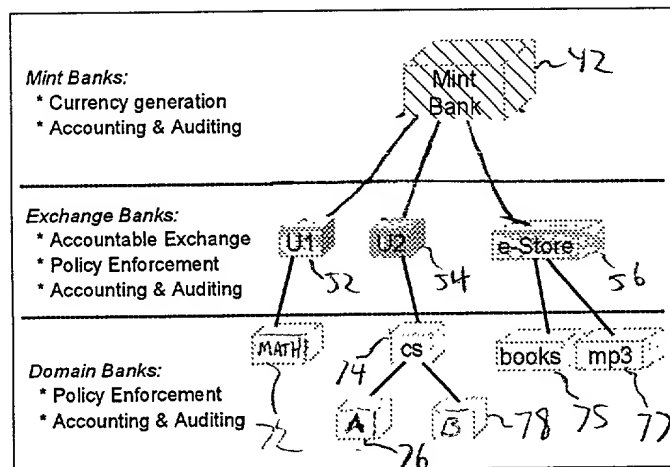 Mint Banks:
* Currency generation
* Accounting & Auditing
Mint
Bank
42
Exchange Banks:
* Accountable Exchange
* Policy Enforcement
* Accounting & Auditing
U1
U2
e-Store
52
54
56
Domain Banks:
* Policy Enforcement
* Accounting & Auditing
MATH
cs
books
mp3
72
74
75
77
A
B
76
78